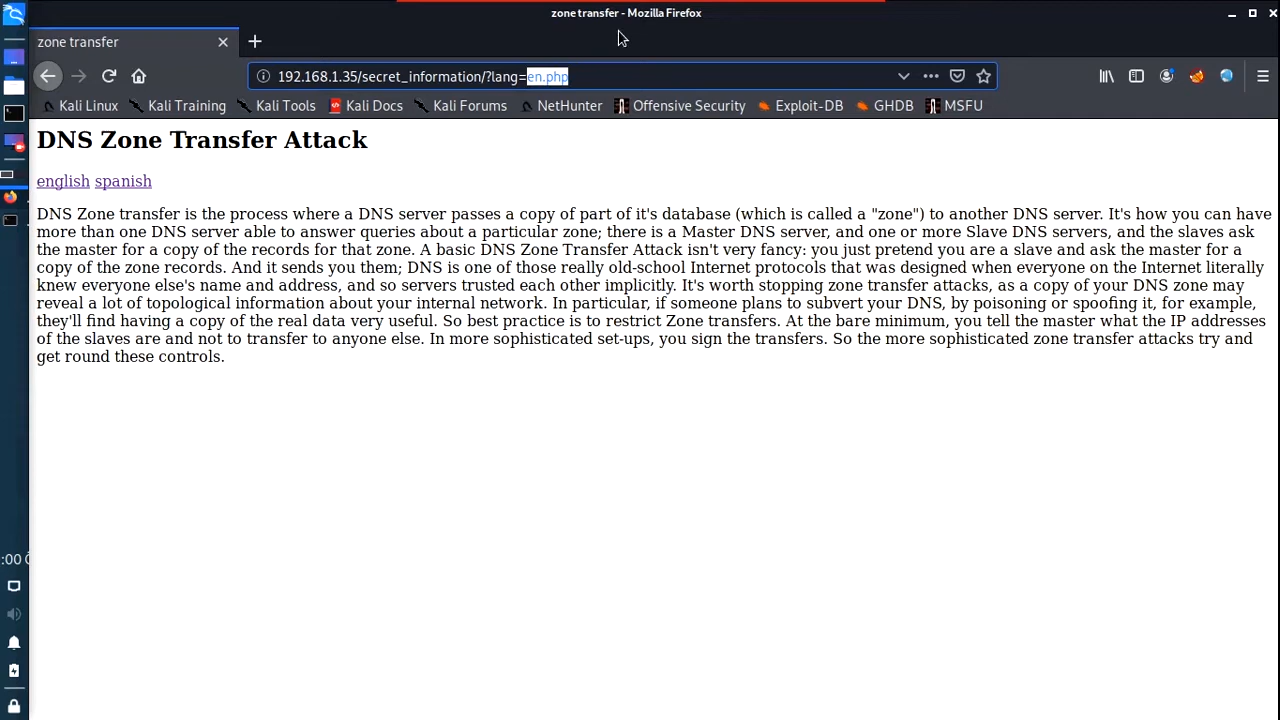 zone transfer - Mozilla Firefox
zone transfer
192.168.1.35/secret_information/?lang=en.php
Kali Linux Kali Training Kali Tools Kali Docs Kali Forums NetHunter Offensive Security Exploit-DB GHDB MSFU
DNS Zone Transfer Attack
english spanish
DNS Zone transfer is the process where a DNS server passes a copy of part of it's database (which is called a "zone") to another DNS server. It's how you can have
more than one DNS server able to answer queries about a particular zone; there is a Master DNS server, and one or more Slave DNS servers, and the slaves ask
the master for a copy of the records for that zone. A basic DNS Zone Transfer Attack isn't very fancy: you just pretend you are a slave and ask the master for a
copy of the zone records. And it sends you them; DNS is one of those really old-school Internet protocols that was designed when everyone on the Internet literally
knew everyone else's name and address, and so servers trusted each other implicitly. It's worth stopping zone transfer attacks, as a copy of your DNS zone may
reveal a lot of topological information about your internal network. In particular, if someone plans to subvert your DNS, by poisoning or spoofing it, for example,
they'll find having a copy of the real data very useful. So best practice is to restrict Zone transfers. At the bare minimum, you tell the master what the IP addresses
of the slaves are and not to transfer to anyone else. In more sophisticated set-ups, you sign the transfers. So the more sophisticated zone transfer attacks try and
get round these controls.
:00